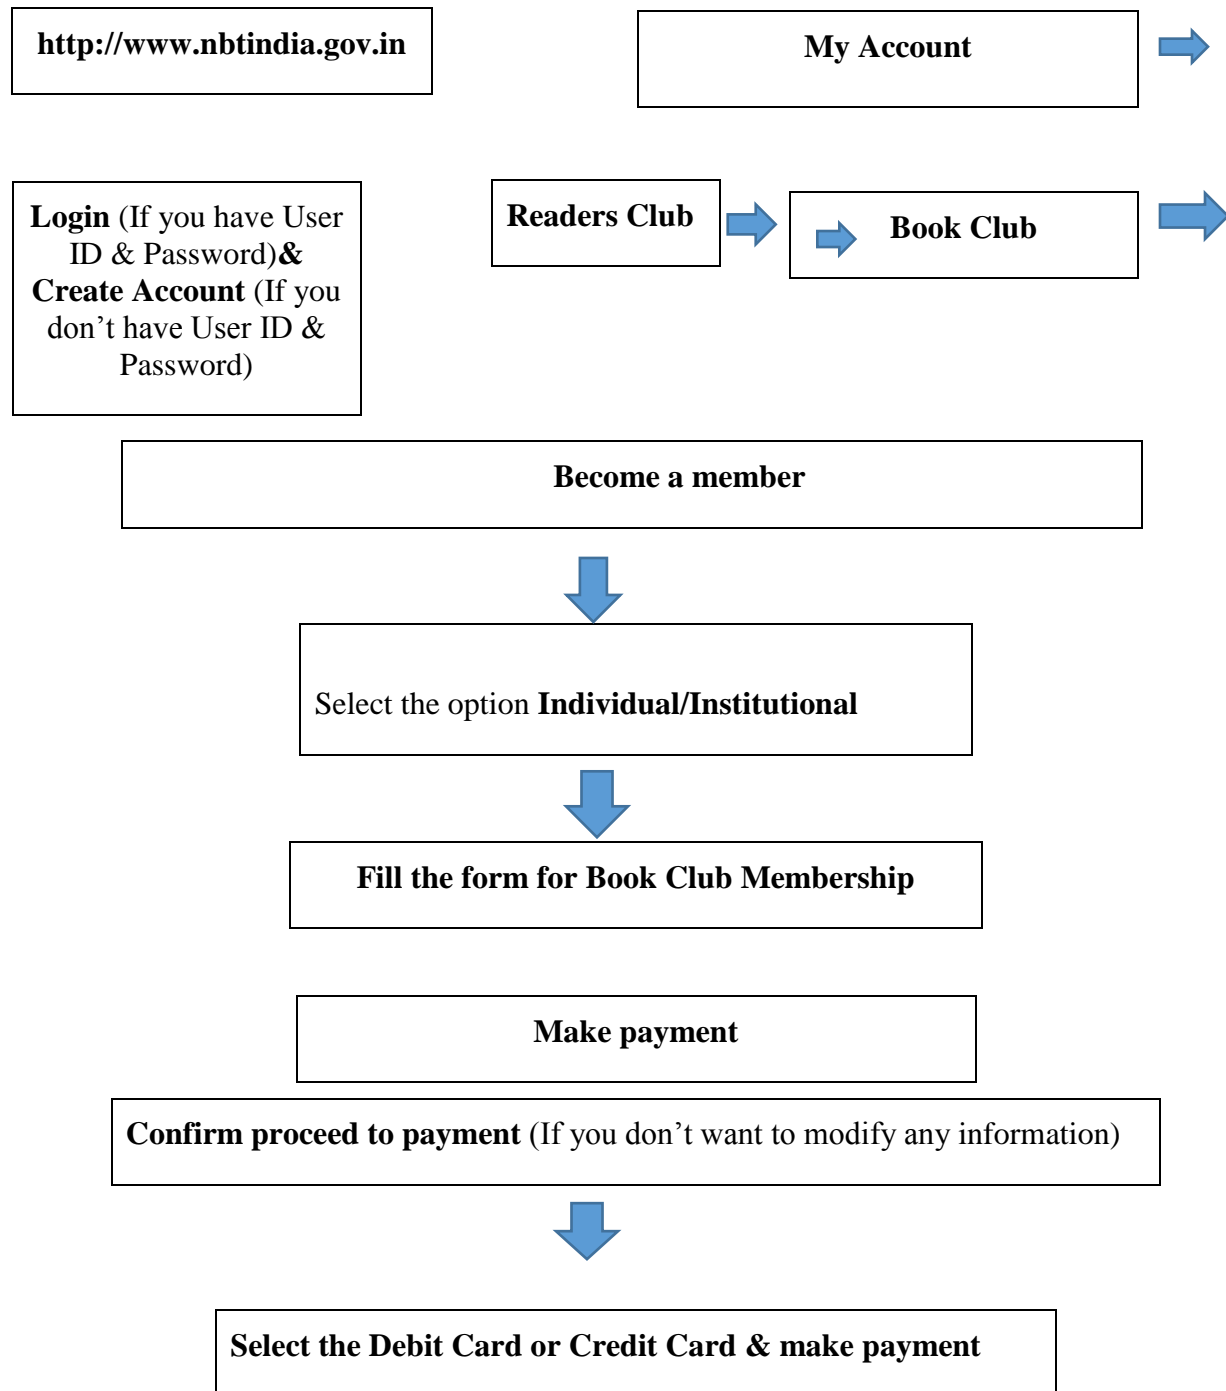 http://www.nbtindia.gov.in
My Account
Login (If you have User
ID & Password)&
Create Account (If you
don’t have User ID &
Password)
Readers Club
Book Club
Become a member
Select the option Individual/Institutional
Fill the form for Book Club Membership
Make payment
Confirm proceed to payment (If you don’t want to modify any information)
Select the Debit Card or Credit Card & make payment